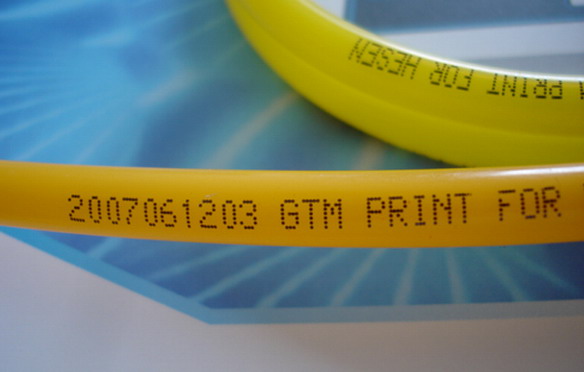 PRINT FOR HESEN
2007061203 GTM PRINT FOR